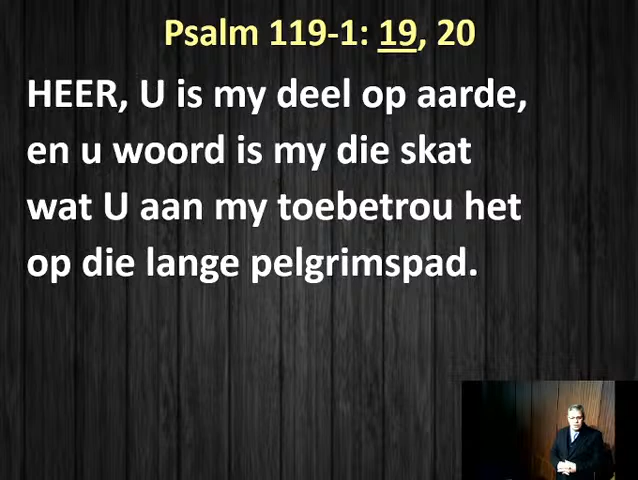 Psalm 119-1: 19, 20
HEER, U is my deel op aarde,
en u woord is my die skat
wat U aan my toebetrou het
op die lange pelgrimspad.